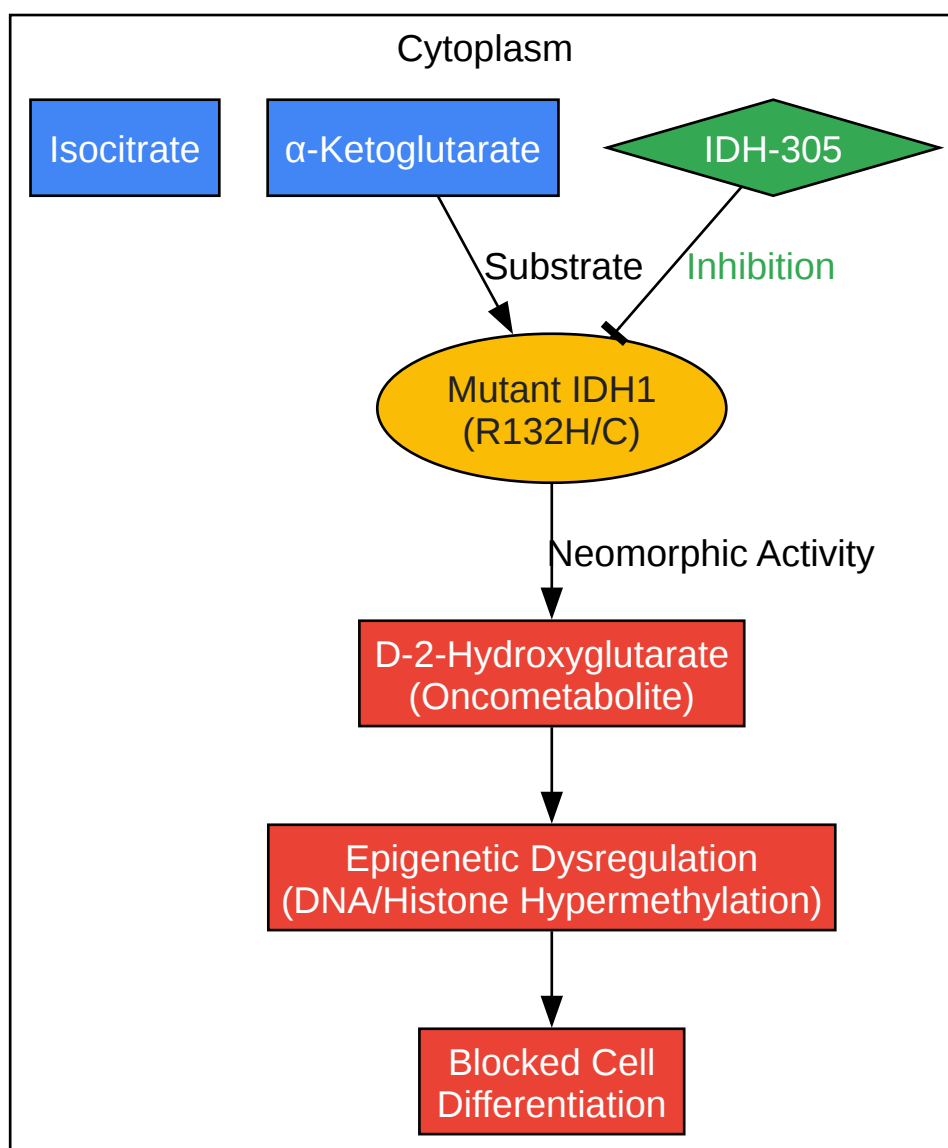 Cytoplasm
Isocitrate
α-Ketoglutarate
IDH-305
Substrate
Inhibition
Mutant IDH1
(R132H/C)
Neomorphic Activity
D-2-Hydroxyglutarate
(Oncometabolite)
Epigenetic Dysregulation
(DNA/Histone Hypermethylation)
Blocked Cell
Differentiation